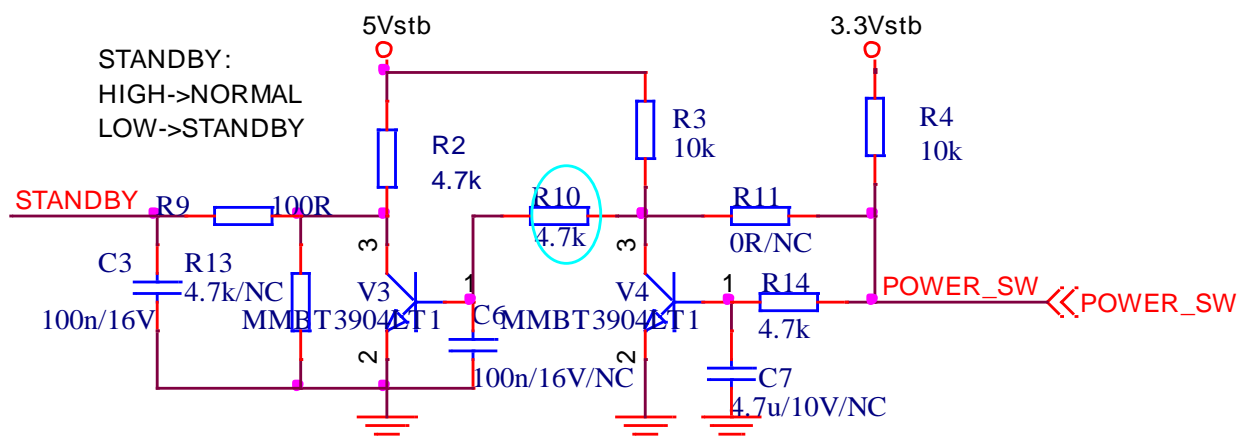 5Vstb
3.3Vstb
STANDBY:
HIGH->NORMAL
LOW->STANDBY
R2
4.7k
R3
10k
R4
10k
STANDBY
R9
100R
R10
4.7k
R11
0R/NC
3
3
C3
100n/16V
R13
4.7k/NC
V3
MMBT3904LT1
1
C6
100n/16V/NC
V4
MMBT3904LT1
1
R14
4.7k
POWER_SW
POWER_SW
2
2
C7
4.7u/10V/NC